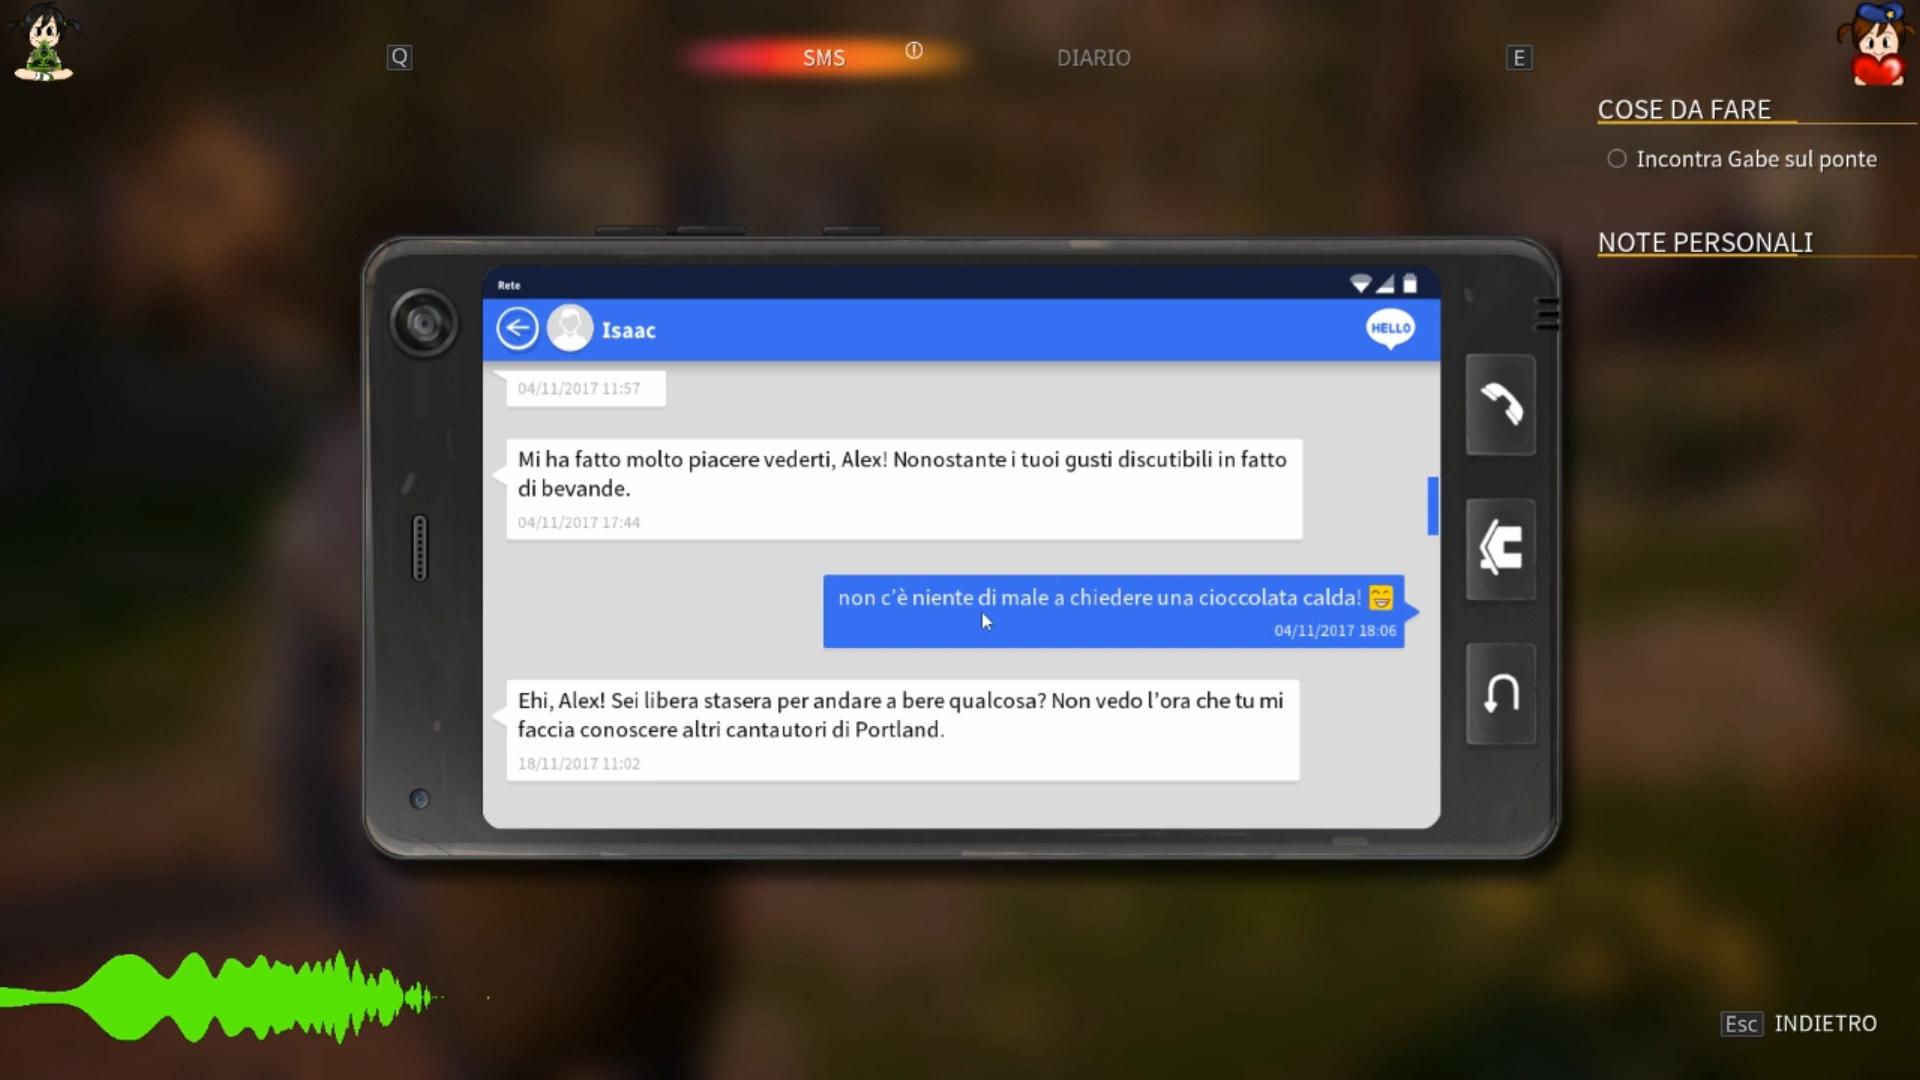 Q
SMS
DIARIO
E
COSE DA FARE
Incontra Gabe sul ponte
NOTE PERSONALI
Rete
Isaac
HELLO
04/11/2017 11:57
Mi ha fatto molto piacere vederti, Alex! Nonostante i tuoi gusti discutibili in fatto
di bevande.
04/11/2017 17:44
non c’è niente di male a chiedere una cioccolata calda!
04/11/2017 18:06
Ehi, Alex! Sei libera stasera per andare a bere qualcosa? Non vedo l’ora che tu mi
faccia conoscere altri cantautori di Portland.
18/11/2017 11:02
Esc INDIETRO